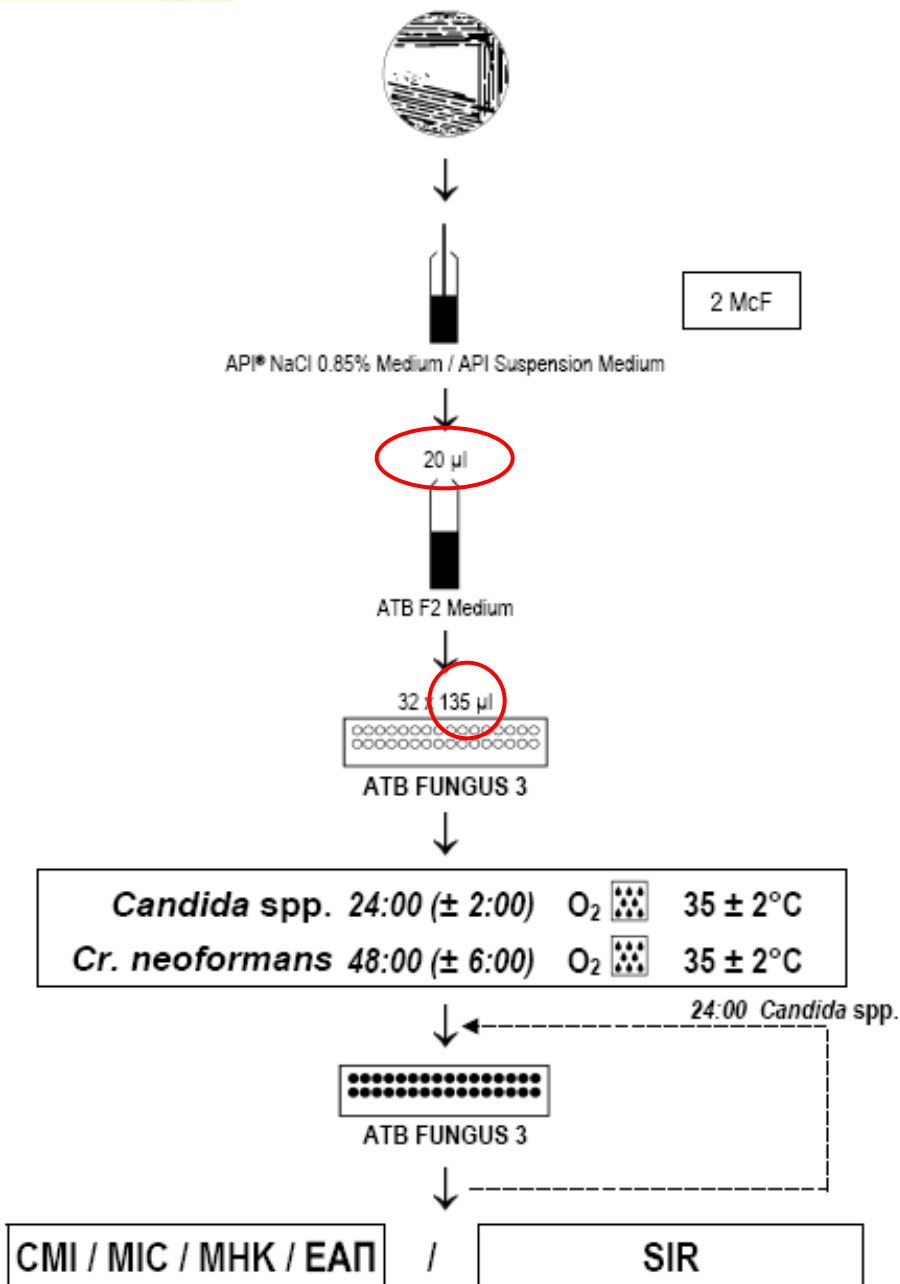 2 McF
API® NaCl 0.85% Medium / API Suspension Medium
20 µl
ATB F2 Medium
32 x 135 µl
ATB FUNGUS 3
Candida spp. 24:00 (± 2:00) O₂ 35 ± 2°C
Cr. neoformans 48:00 (± 6:00) O₂ 35 ± 2°C
24:00 Candida spp.
ATB FUNGUS 3
CMI / MIC / MHK / ΕΑΠ / SIR